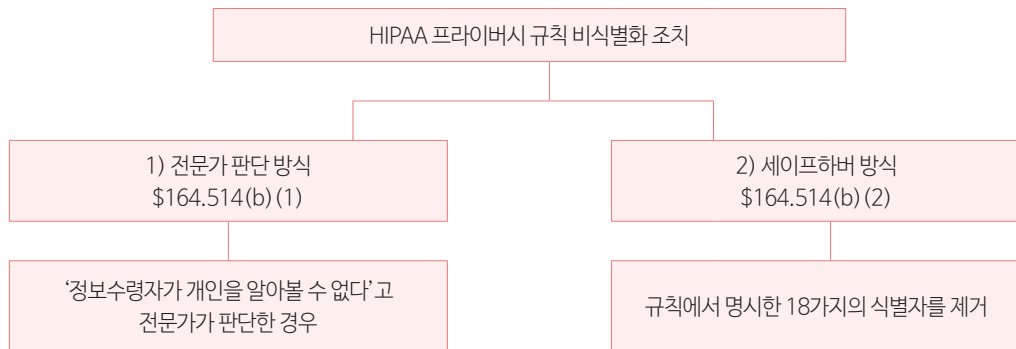 HIPAA 프라이버시 규칙 비식별화 조치
1) 전문가 판단 방식
$164.514(b) (1)
2) 세이프하버 방식
$164.514(b) (2)
‘정보수령자가 개인을 알아볼 수 없다’고
전문가가 판단한 경우
규칙에서 명시한 18가지의 식별자를 제거